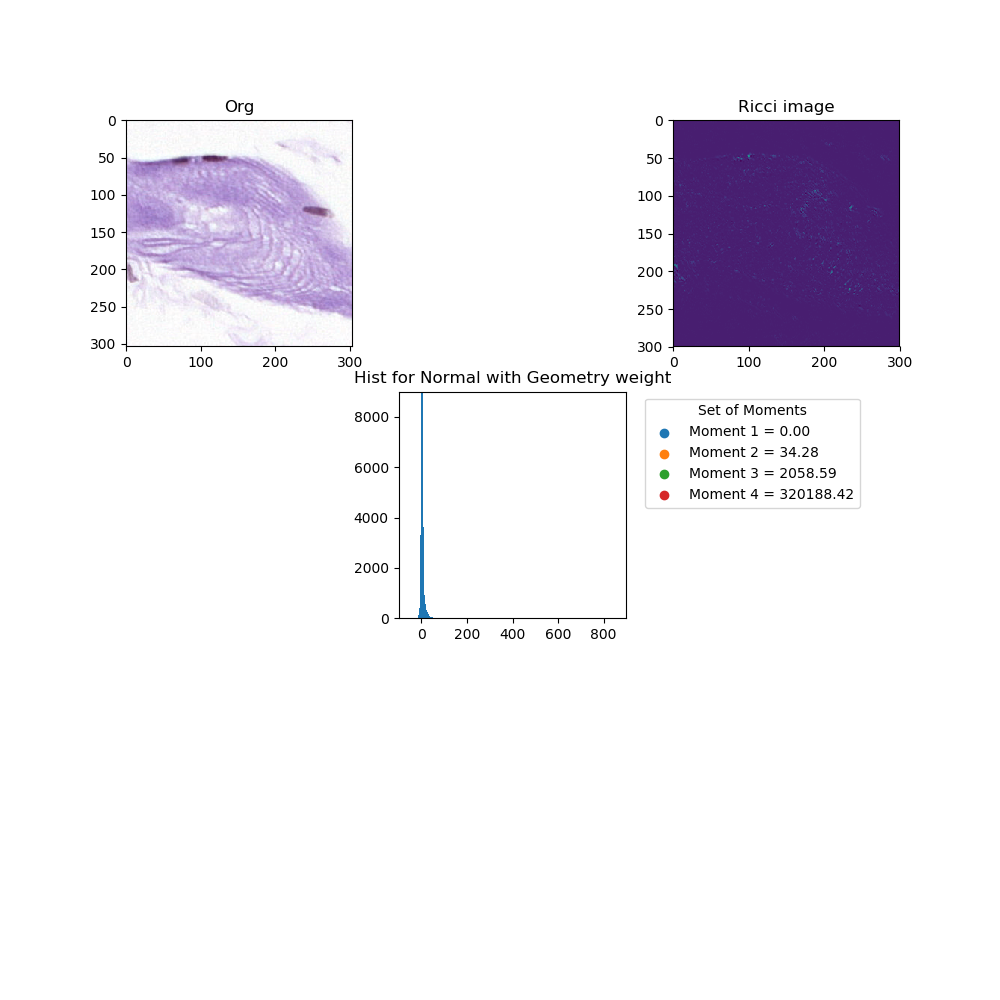 Org
0
50
100
150
200
250
300
0 100 200 300
Ricci image
0
50
100
150
200
250
300
0 100 200 300
Hist for Normal with Geometry weight
8000
6000
4000
2000
0
0 200 400 600 800
Set of Moments
Moment 1 = 0.00
Moment 2 = 34.28
Moment 3 = 2058.59
Moment 4 = 320188.42